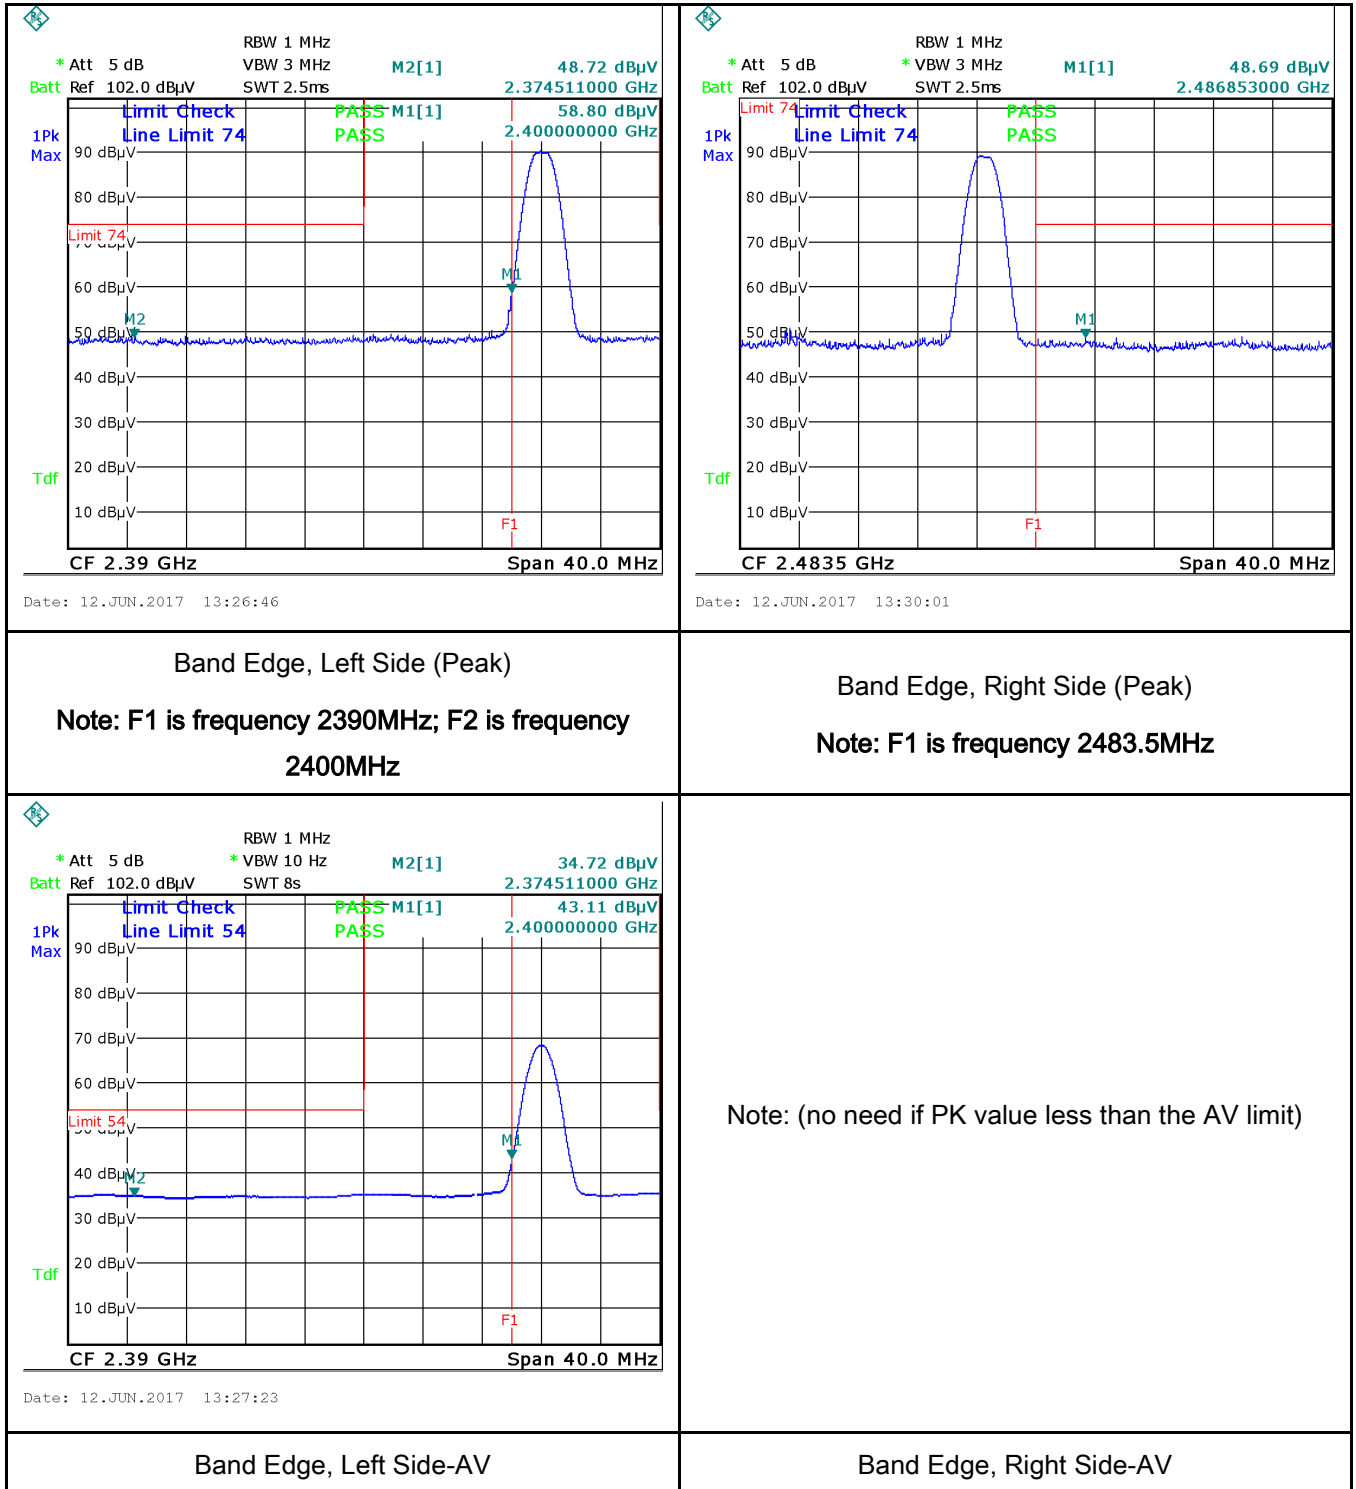 RBW 1 MHz
* Att 5 dB * VBW 3 MHz M2[1] 48.72 dBµV
Batt Ref 102.0 dBµV SWT 2.5ms 2.374511000 GHz
Limit Check PASS M1[1] 58.80 dBµV
1Pk Line Limit 74 PASS 2.400000000 GHz
Max 90 dBµV
80 dBµV
Limit 74
70 dBµV
M1
60 dBµV
M2
50 dBµV
40 dBµV
30 dBµV
20 dBµV
Tdf
10 dBµV
F1
CF 2.39 GHz Span 40.0 MHz
Date: 12.JUN.2017 13:26:46
RBW 1 MHz
* Att 5 dB * VBW 3 MHz M1[1] 48.69 dBµV
Batt Ref 102.0 dBµV SWT 2.5ms 2.486853000 GHz
Limit 74 Limit Check PASS
1Pk Line Limit 74 PASS
Max 90 dBµV
80 dBµV
70 dBµV
60 dBµV
M1
50 dBµV
40 dBµV
30 dBµV
20 dBµV
Tdf
10 dBµV
F1
CF 2.4835 GHz Span 40.0 MHz
Date: 12.JUN.2017 13:30:01
Band Edge, Left Side (Peak)
Note: F1 is frequency 2390MHz; F2 is frequency
2400MHz
Band Edge, Right Side (Peak)
Note: F1 is frequency 2483.5MHz
RBW 1 MHz
* Att 5 dB * VBW 10 Hz M2[1] 34.72 dBµV
Batt Ref 102.0 dBµV SWT 8s 2.374511000 GHz
Limit Check PASS M1[1] 43.11 dBµV
1Pk Line Limit 54 PASS 2.400000000 GHz
Max 90 dBµV
80 dBµV
70 dBµV
60 dBµV
Limit 54
50 dBµV
M1
40 dBµV
M2
30 dBµV
20 dBµV
Tdf
10 dBµV
F1
CF 2.39 GHz Span 40.0 MHz
Date: 12.JUN.2017 13:27:23
Note: (no need if PK value less than the AV limit)
Band Edge, Left Side-AV
Band Edge, Right Side-AV